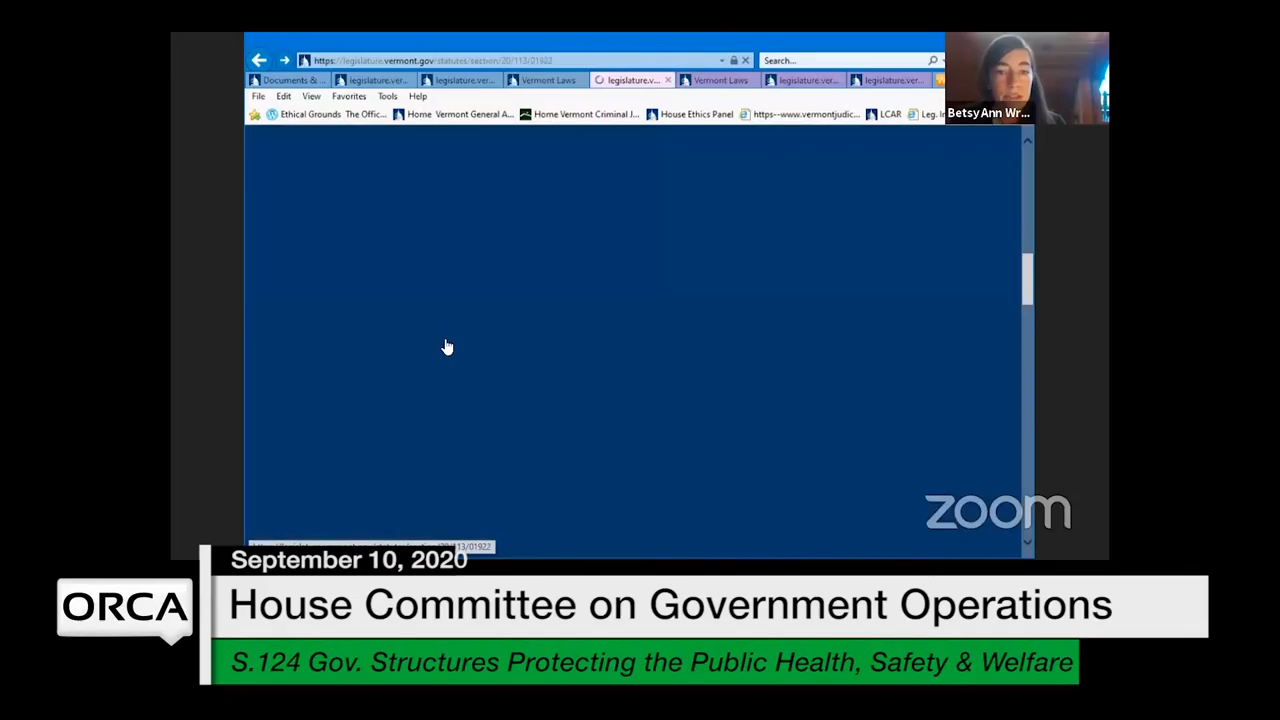 https://legislature.vermont.gov/statutes/section/20/113/01922
Search...
Documents & ...
legislature.ver...
legislature.ver...
Vermont Laws
legislature.v...
Vermont Laws
legislature.ver...
legislature.ver...
File Edit View Favorites Tools Help
Ethical Grounds The Offic...
Home Vermont General A...
Home Vermont Criminal J...
House Ethics Panel
https--www.vermontjudic...
LCAR
Leg. I
Betsy Ann Wr...
zoom
/113/01922
September 10, 2020
ORCA
House Committee on Government Operations
S.124 Gov. Structures Protecting the Public Health, Safety & Welfare